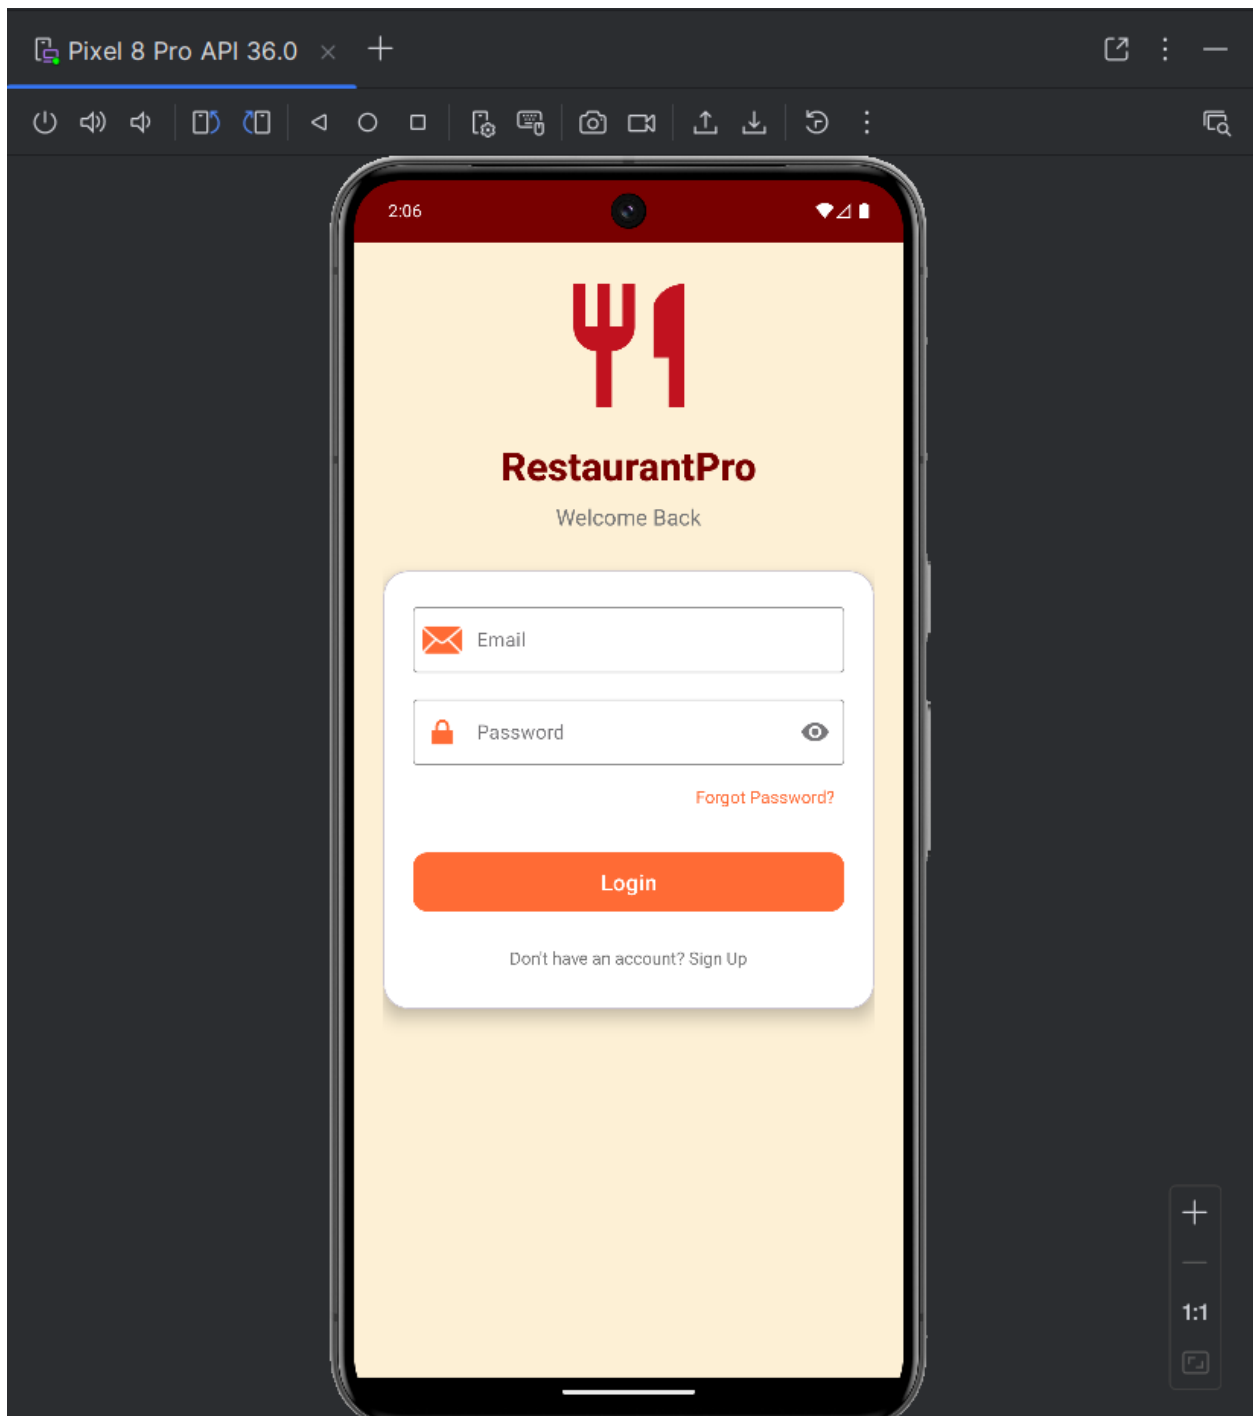 Pixel 8 Pro API 36.0
2:06
RestaurantPro
Welcome Back
Email
Password
Forgot Password?
Login
Don't have an account? Sign Up
1:1